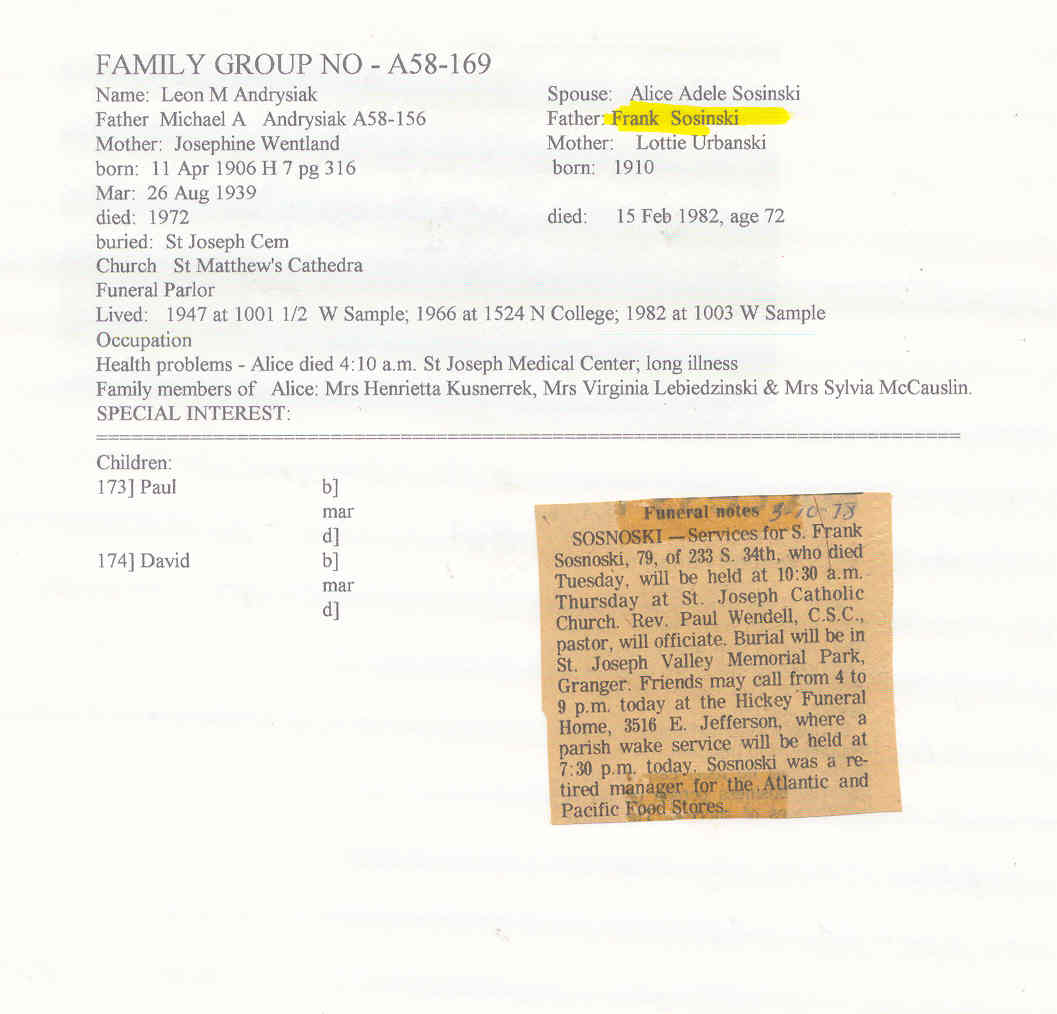 FAMILY GROUP NO - A58-169
Name: Leon M Andrysiak Spouse: Alice Adele Sosinski
Father Michael A Andrysiak A58-156 Father: Frank Sosinski
Mother: Josephine Wentland Mother: Lottie Urbanski
born: 11 Apr 1906 H 7 pg 316 born: 1910
Mar: 26 Aug 1939
died: 1972 died: 15 Feb 1982, age 72
buried: St Joseph Cem
Church St Matthew's Cathedra
Funeral Parlor
Lived: 1947 at 1001 1/2 W Sample; 1966 at 1524 N College; 1982 at 1003 W Sample
Occupation
Health problems - Alice died 4:10 a.m. St Joseph Medical Center; long illness
Family members of Alice: Mrs Henrietta Kusnerrek, Mrs Virginia Lebiedzinski & Mrs Sylvia McCauslin.
SPECIAL INTEREST:
Children:
173] Paul b]
mar
d]
174] David b]
mar
d]
Funeral notes 3-10-73
SOSNOSKI — Services for S. Frank
Sosnoski, 79, of 233 S. 34th, who died
Tuesday, will be held at 10:30 a.m.
Thursday at St. Joseph Catholic
Church. Rev. Paul Wendell, C.S.C.,
pastor, will officiate. Burial will be in
St. Joseph Valley Memorial Park,
Granger. Friends may call from 4 to
9 p.m. today at the Hickey Funeral
Home, 3516 E. Jefferson, where a
parish wake service will be held at
7:30 p.m. today. Sosnoski was a re-
tired manager for the Atlantic and
Pacific Food Stores.